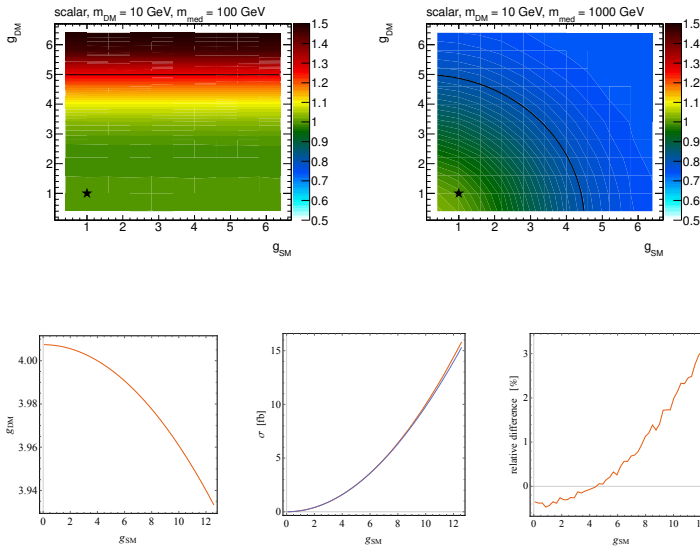 scalar, m_DM = 10 GeV, m_med = 100 GeV
g_DM
6
5
4
3
2
1
1 2 3 4 5 6
g_SM
1.5
1.4
1.3
1.2
1.1
1
0.9
0.8
0.7
0.6
0.5
scalar, m_DM = 10 GeV, m_med = 1000 GeV
g_DM
6
5
4
3
2
1
1 2 3 4 5 6
g_SM
1.5
1.4
1.3
1.2
1.1
1
0.9
0.8
0.7
0.6
0.5
g_DM
4.00
3.98
3.96
3.94
0 2 4 6 8 10 12
g_SM
σ [fb]
15
10
5
0
0 2 4 6 8 10 12
g_SM
relative difference [%]
3
2
1
0
0 2 4 6 8 10 12
g_SM